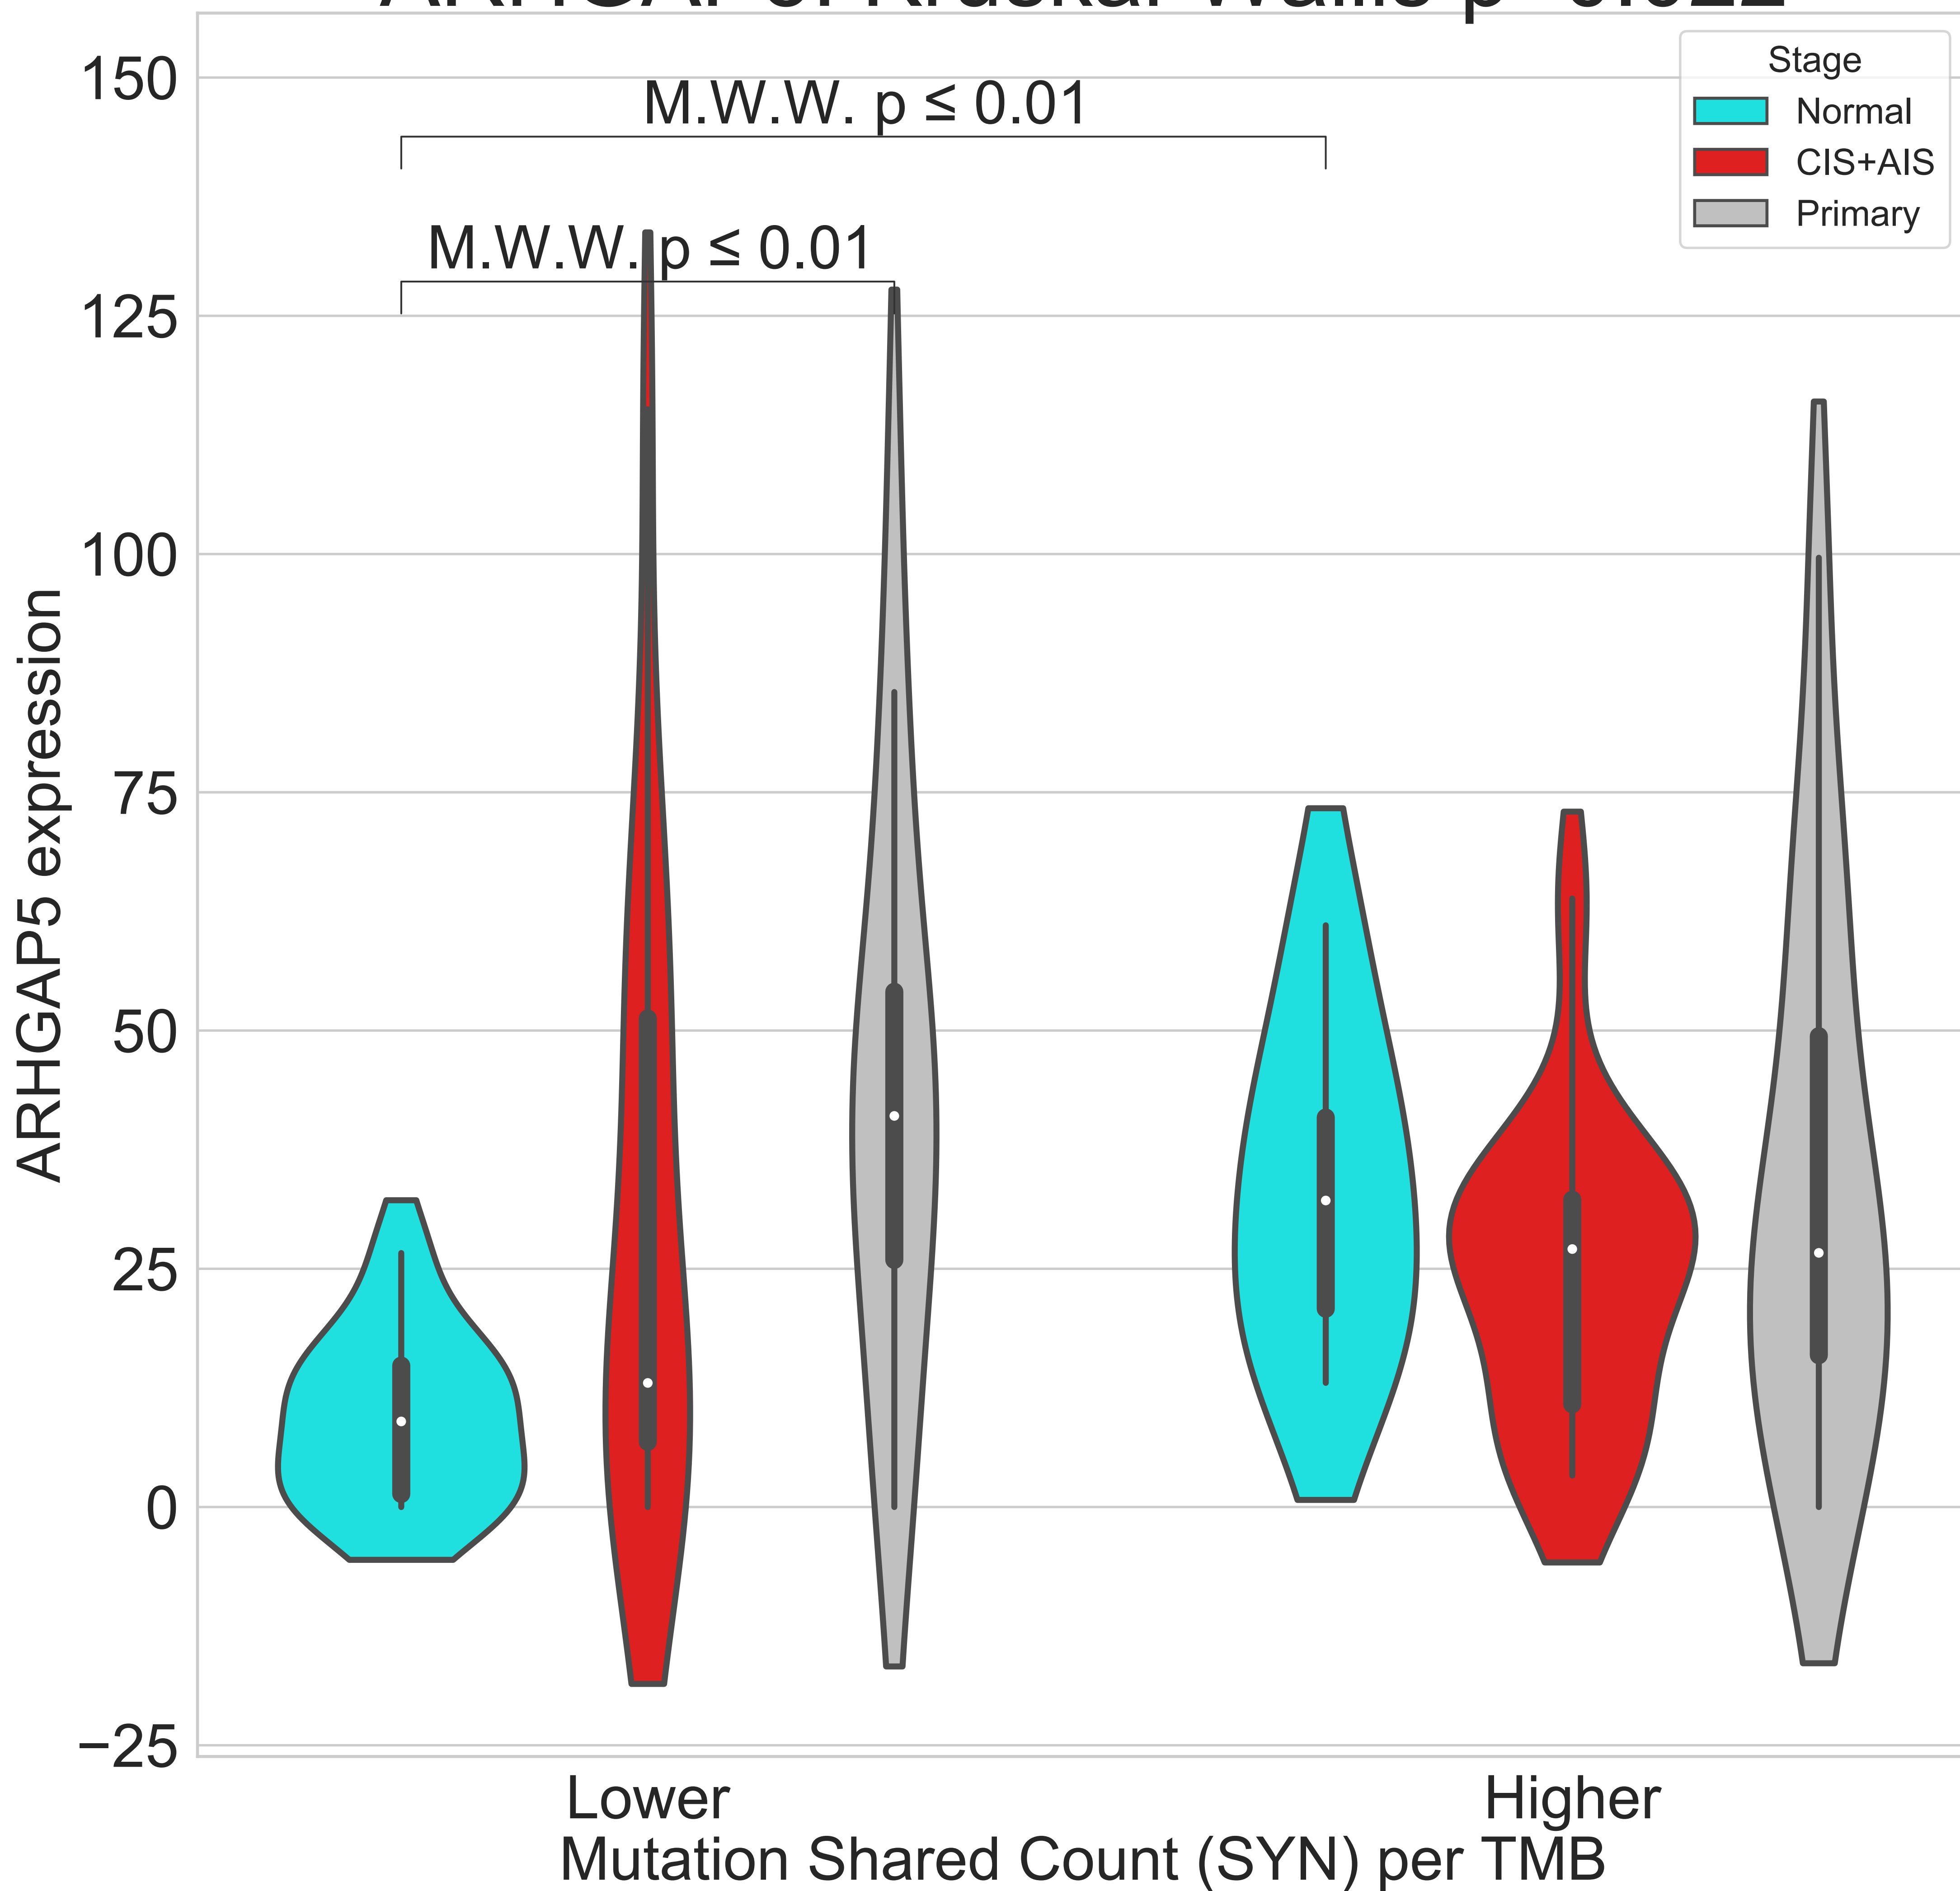 150
125
100
75
50
25
0
−25
ARHGAP5 expression
M.W.W. p ≤ 0.01
M.W.W. p ≤ 0.01
Stage
Normal
CIS+AIS
Primary
Lower
Higher
Mutation Shared Count (SYN) per TMB